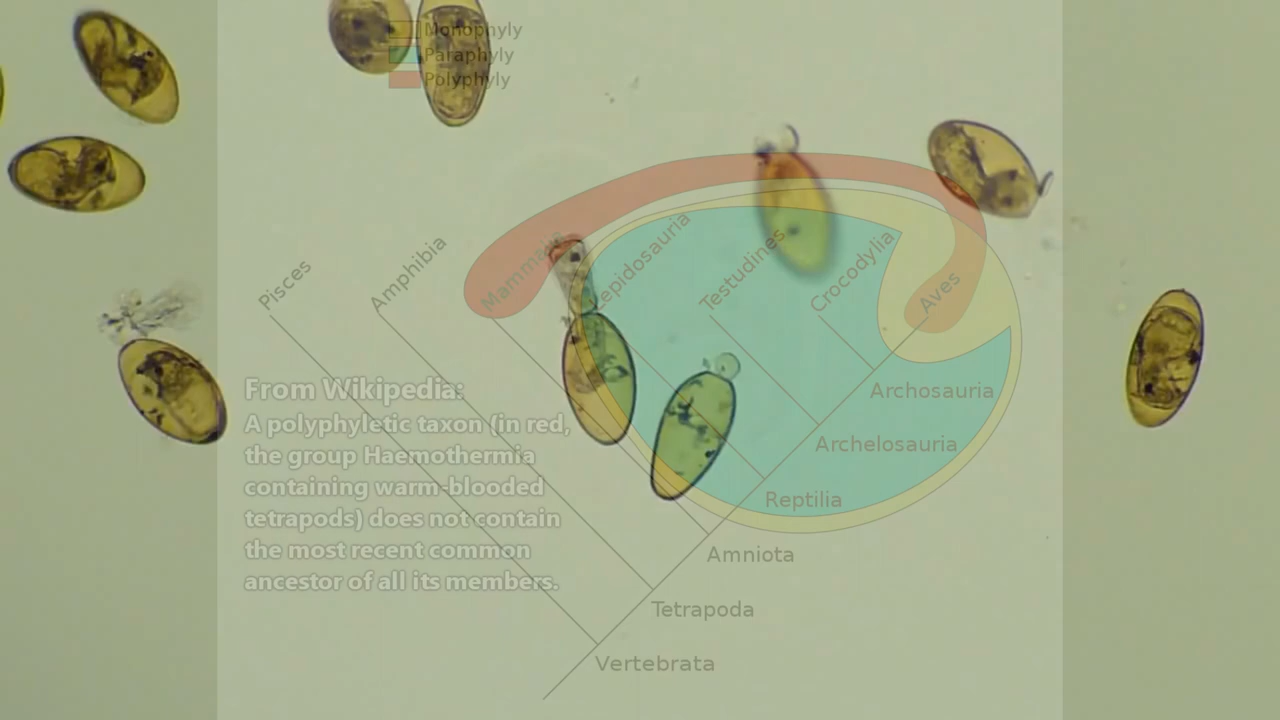 Monophyly
Paraphyly
Polyphyly
Pisces
Amphibia
Mammalia
Lepidosauria
Testudines
Crocodylia
Aves
From Wikipedia:
A polyphyletic taxon (in red,
the group Haemothermia
containing warm-blooded
tetrapods) does not contain
the most recent common
ancestor of all its members.
Archosauria
Archelosauria
Reptilia
Amniota
Tetrapoda
Vertebrata